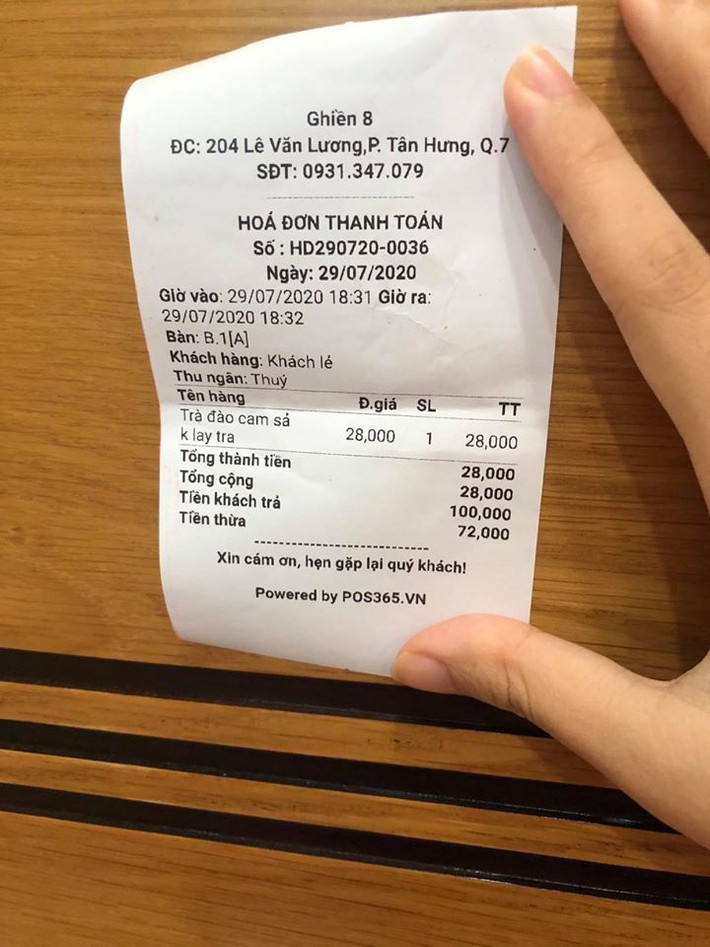 Ghiền 8
ĐC: 204 Lê Văn Lương,P. Tân Hưng, Q.7
SĐT: 0931.347.079
HOÁ ĐƠN THANH TOÁN
Số : HD290720-0036
Ngày: 29/07/2020
Giờ vào: 29/07/2020 18:31 Giờ ra:
29/07/2020 18:32
Bàn: B.1[A]
Khách hàng: Khách lẻ
Thu ngân: Thuý
Tên hàng Đ.giá SL TT
Trà đào cam sả
k lay tra 28,000 1 28,000
Tổng thành tiền 28,000
Tổng cộng 28,000
Tiền khách trả 100,000
Tiền thừa 72,000
Xin cám ơn, hẹn gặp lại quý khách!
Powered by POS365.VN